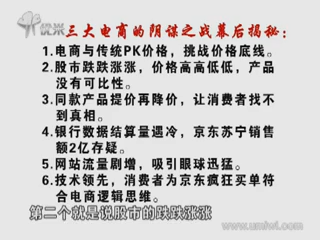 优米
三大电商的阴谋之战幕后揭秘：
1.电商与传统PK价格，挑战价格底线。
2.股市跌跌涨涨，价格高高低低，产品
没有可比性。
3.同款产品提价再降价，让消费者找不
到真相。
4.银行数据结算量遇冷，京东苏宁销售
额2亿存疑。
5.网站流量剧增，吸引眼球迅猛。
6.技术领先，消费者为京东疯狂买单符
合电商逻辑思维。
第二个就是说股市的跌跌涨涨
www.umiwi.com